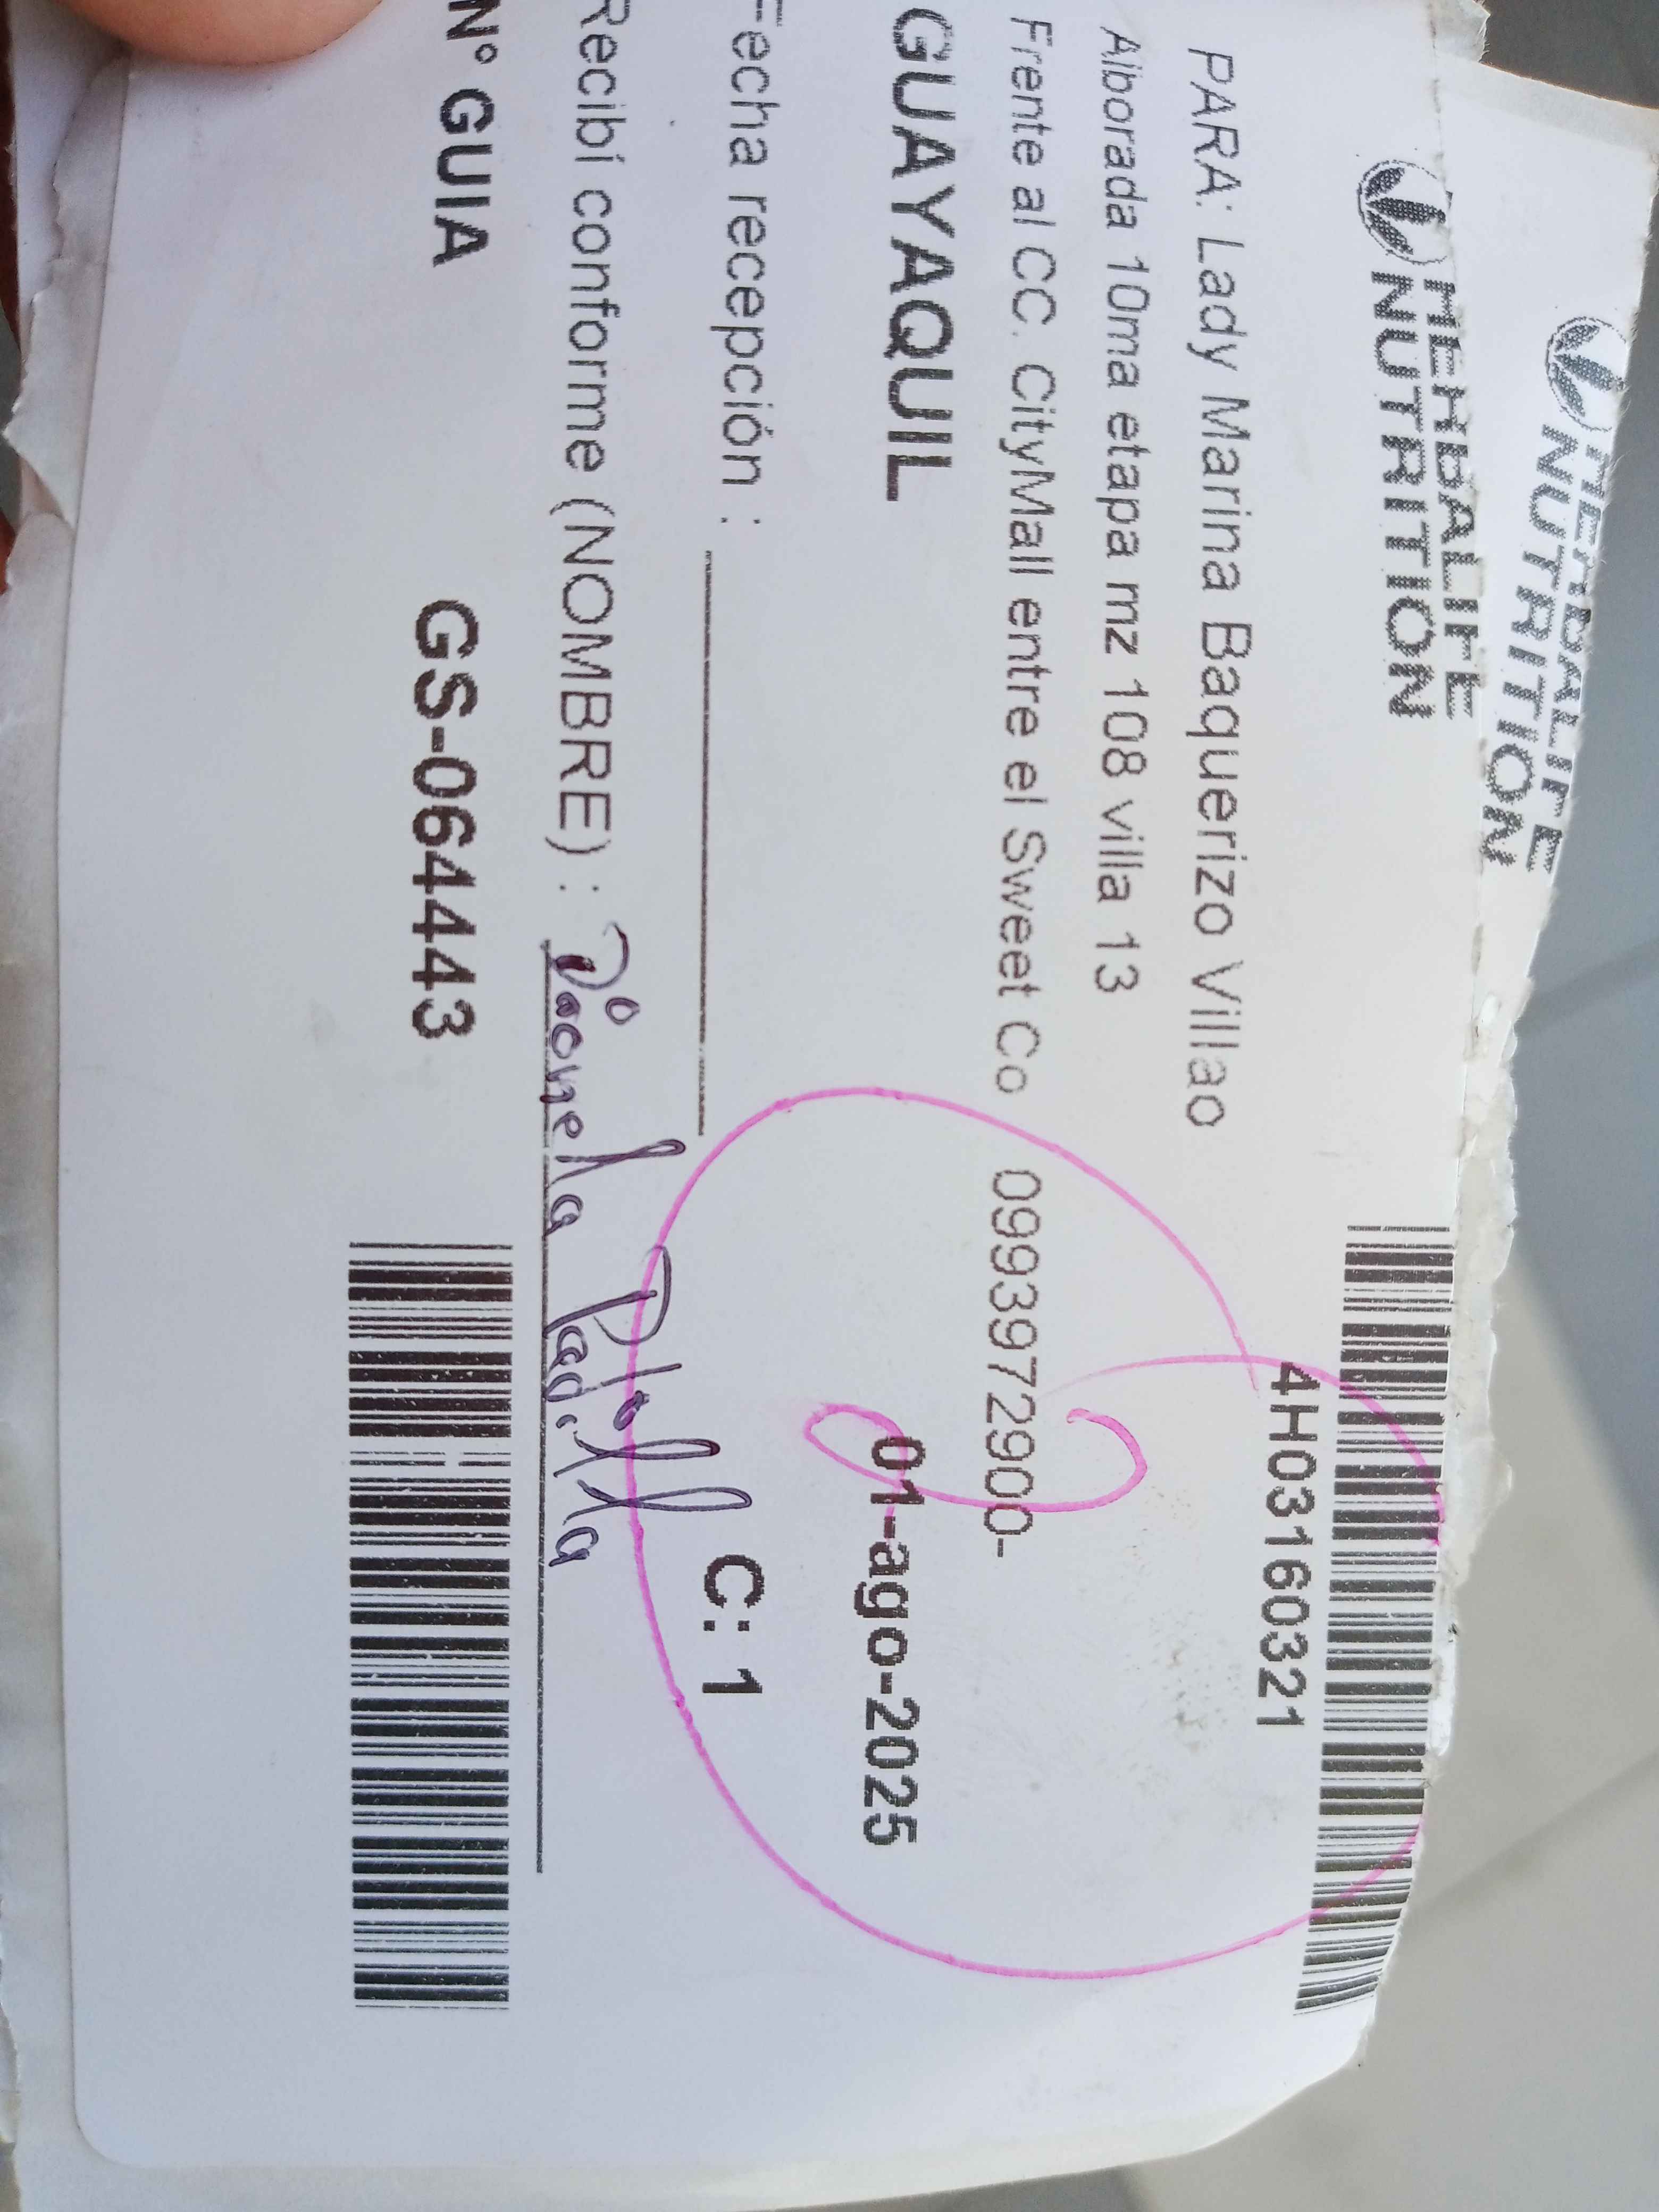 HERBALIFE
NUTRITION
HERBALIFE
NUTRITION
4H03160321
PARA: Lady Marina Baquerizo Villao
Alborada 10ma etapa mz 108 villa 13
Frente al CC. CityMall entre el Sweet Co 0993972900-
GUAYAQUIL 01-ago-2025
Fecha recepción : C: 1
Recibí conforme (NOMBRE) : Dionela Padilla
N° GUIA GS-064443